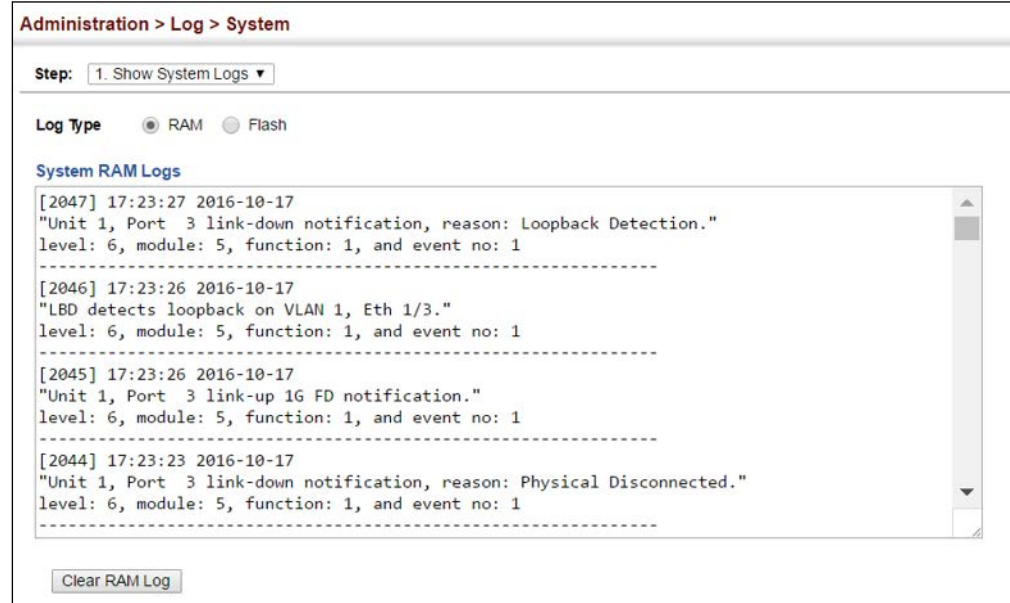 Administration > Log > System
Step: 1. Show System Logs ▼
Log Type RAM Flash
System RAM Logs
[2047] 17:23:27 2016-10-17
"Unit 1, Port  3 link-down notification, reason: Loopback Detection."
level: 6, module: 5, function: 1, and event no: 1
---------------------------------------------------------------
[2046] 17:23:26 2016-10-17
"LBD detects loopback on VLAN 1, Eth 1/3."
level: 6, module: 5, function: 1, and event no: 1
---------------------------------------------------------------
[2045] 17:23:26 2016-10-17
"Unit 1, Port  3 link-up 1G FD notification."
level: 6, module: 5, function: 1, and event no: 1
---------------------------------------------------------------
[2044] 17:23:23 2016-10-17
"Unit 1, Port  3 link-down notification, reason: Physical Disconnected."
level: 6, module: 5, function: 1, and event no: 1
---------------------------------------------------------------
Clear RAM Log